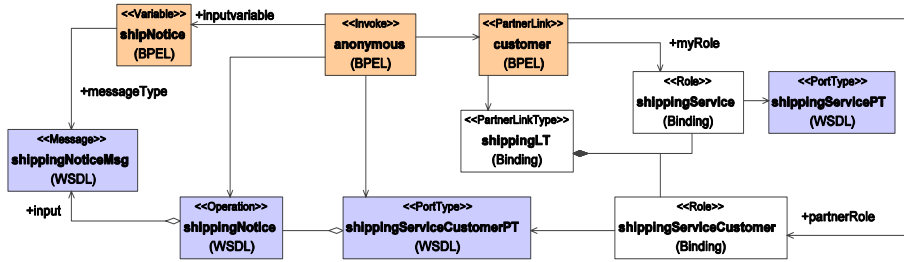 <<Variable>>
shipNotice
(BPEL)
+inputvariable
<<Invoke>>
anonymous
(BPEL)
<<PartnerLink>>
customer
(BPEL)
+myRole
+messageType
<<Role>>
shippingService
(Binding)
<<PortType>>
shippingServicePT
(WSDL)
<<PartnerLinkType>>
shippingLT
(Binding)
<<Message>>
shippingNoticeMsg
(WSDL)
+input
<<Operation>>
shippingNotice
(WSDL)
<<PortType>>
shippingServiceCustomerPT
(WSDL)
<<Role>>
shippingServiceCustomer
(Binding)
+partnerRole